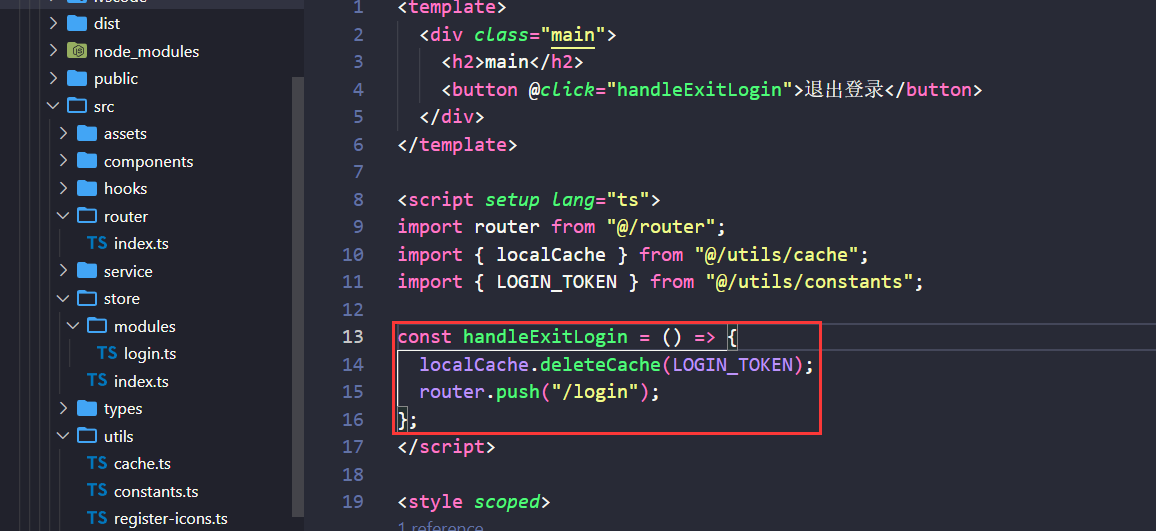 dist
node_modules
public
src
assets
components
hooks
router
TS index.ts
service
store
modules
TS login.ts
TS index.ts
types
utils
TS cache.ts
TS constants.ts
TS register-icons.ts
1 <template>
2 <div class="main">
3 <h2>main</h2>
4 <button @click="handleExitLogin">退出登录</button>
5 </div>
6 </template>
7
8 <script setup lang="ts">
9 import router from "@/router";
10 import { localCache } from "@/utils/cache";
11 import { LOGIN_TOKEN } from "@/utils/constants";
12
13 const handleExitLogin = () => {
14 localCache.deleteCache(LOGIN_TOKEN);
15 router.push("/login");
16 };
17 </script>
18
19 <style scoped>
1 reference